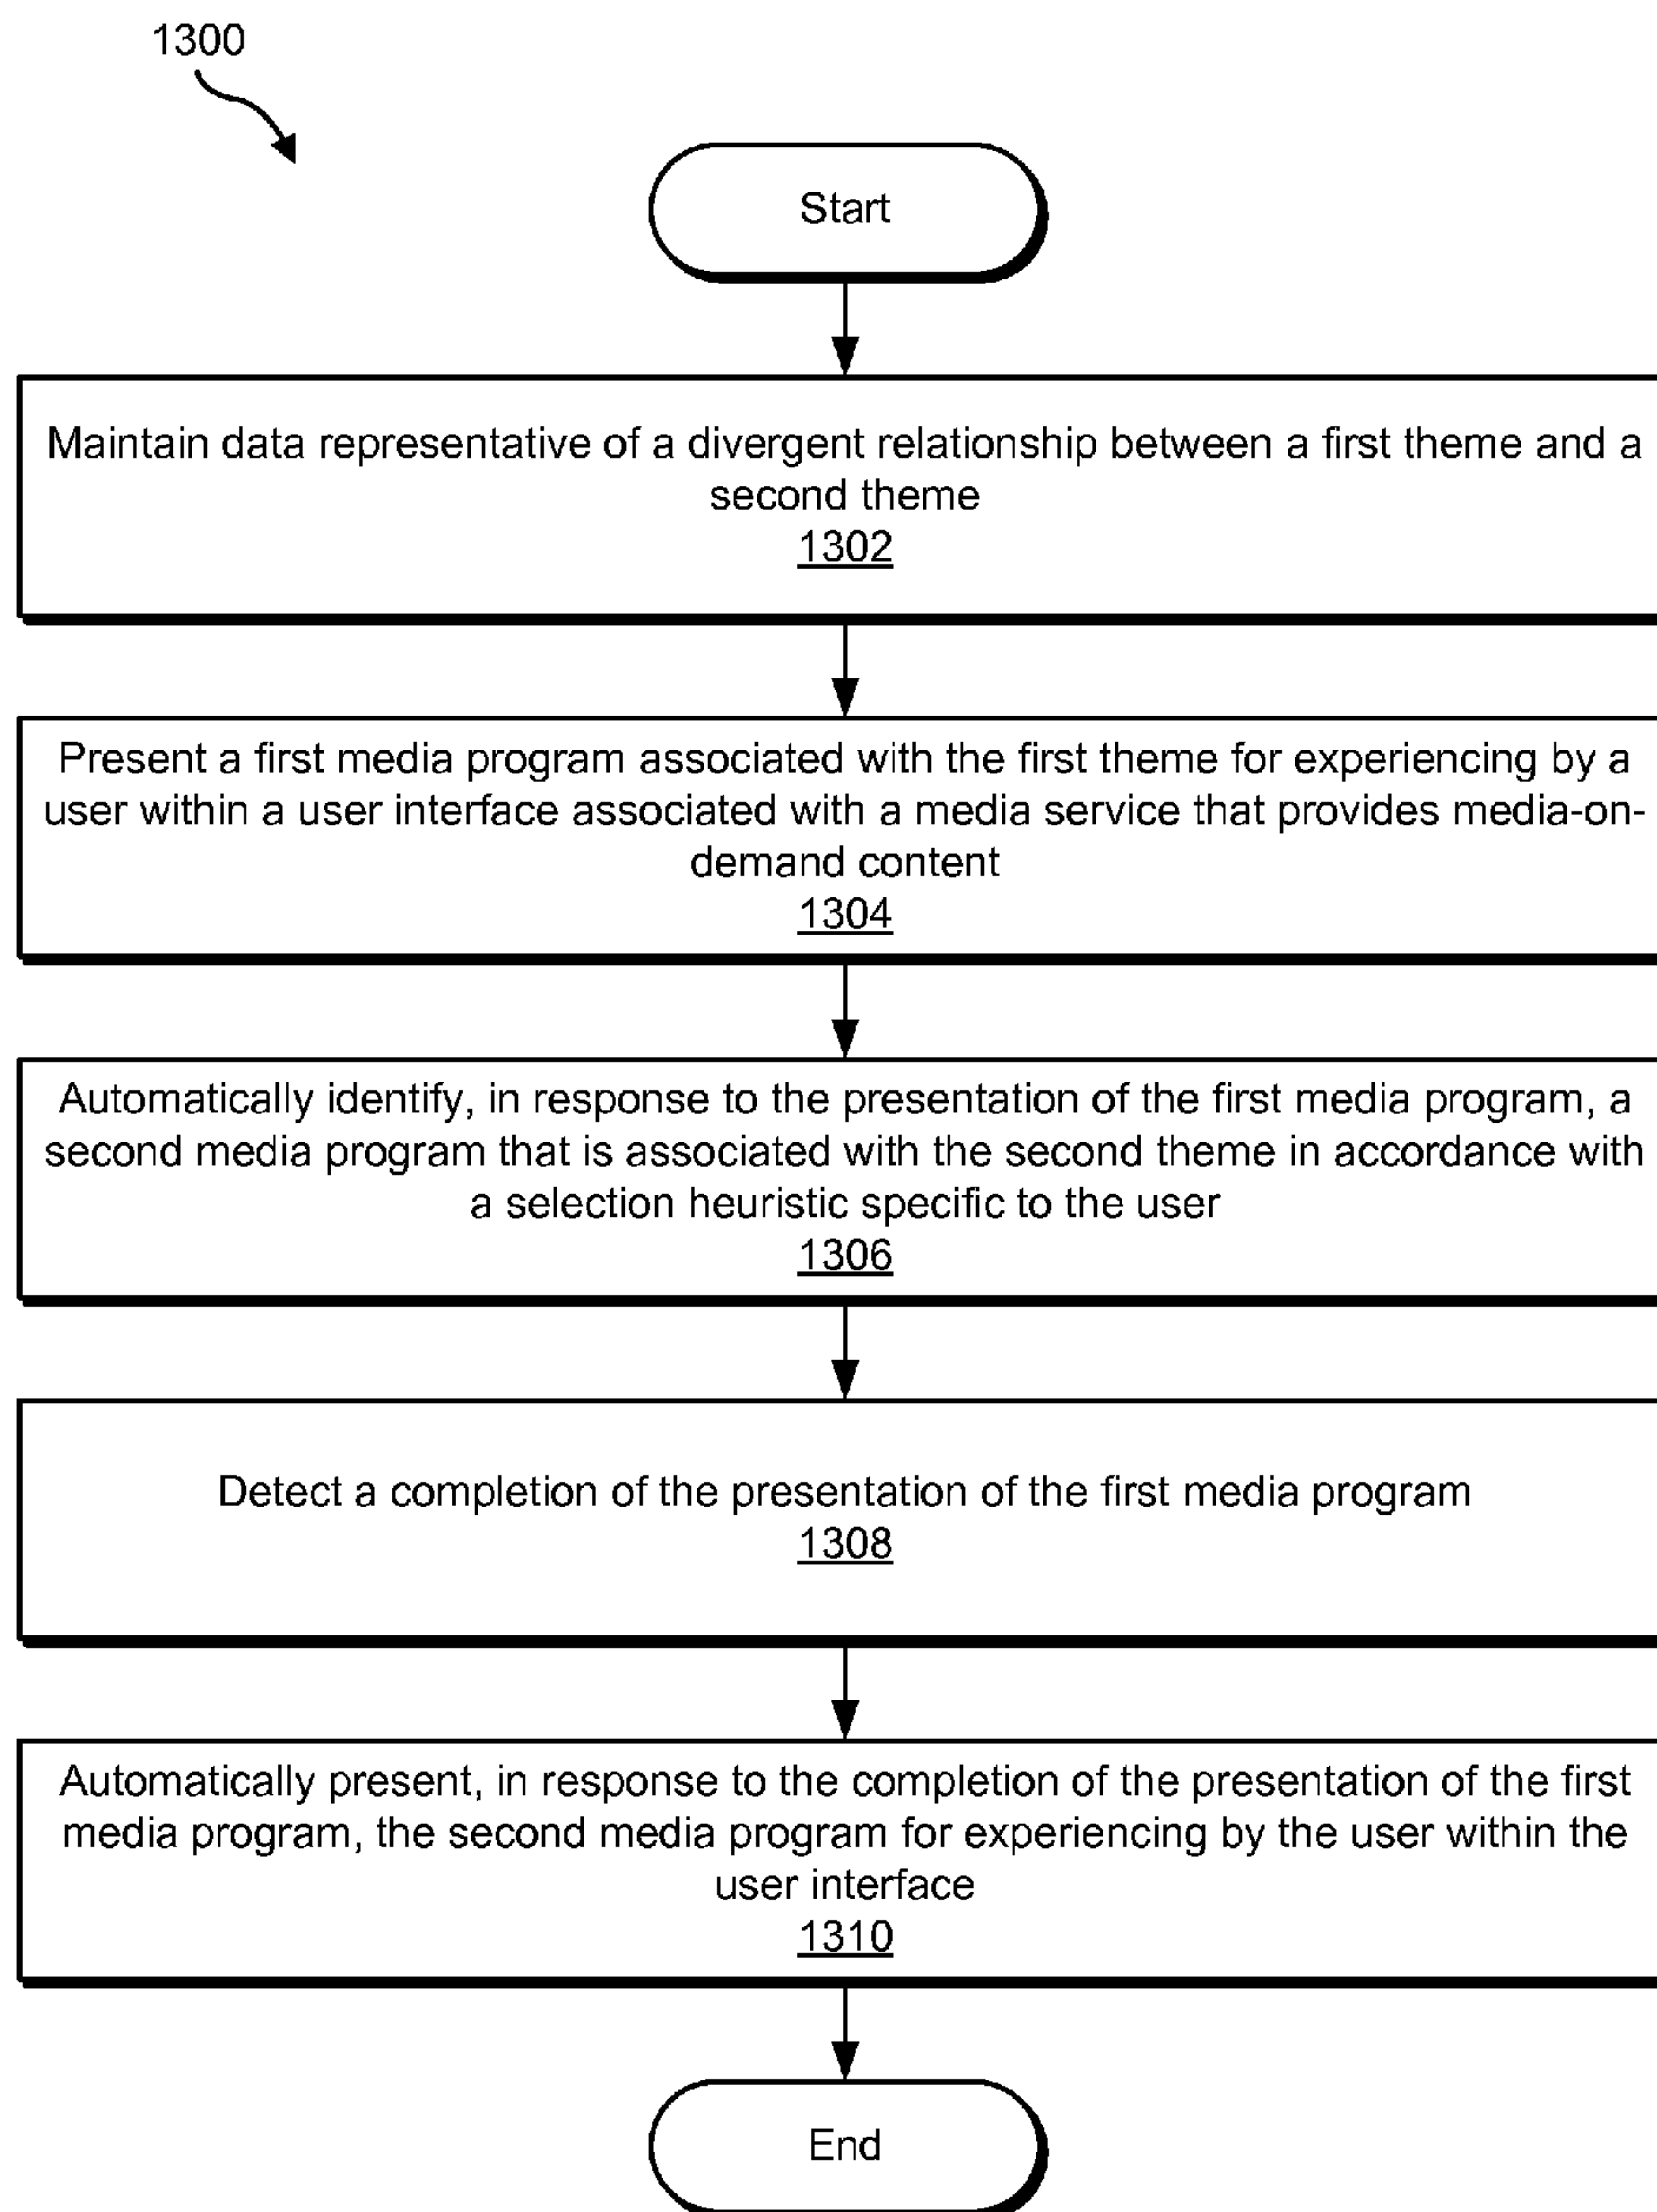 1300
Start
Maintain data representative of a divergent relationship between a first theme and a
second theme
1302
Present a first media program associated with the first theme for experiencing by a
user within a user interface associated with a media service that provides media-on-
demand content
1304
Automatically identify, in response to the presentation of the first media program, a
second media program that is associated with the second theme in accordance with
a selection heuristic specific to the user
1306
Detect a completion of the presentation of the first media program
1308
Automatically present, in response to the completion of the presentation of the first
media program, the second media program for experiencing by the user within the
user interface
1310
End